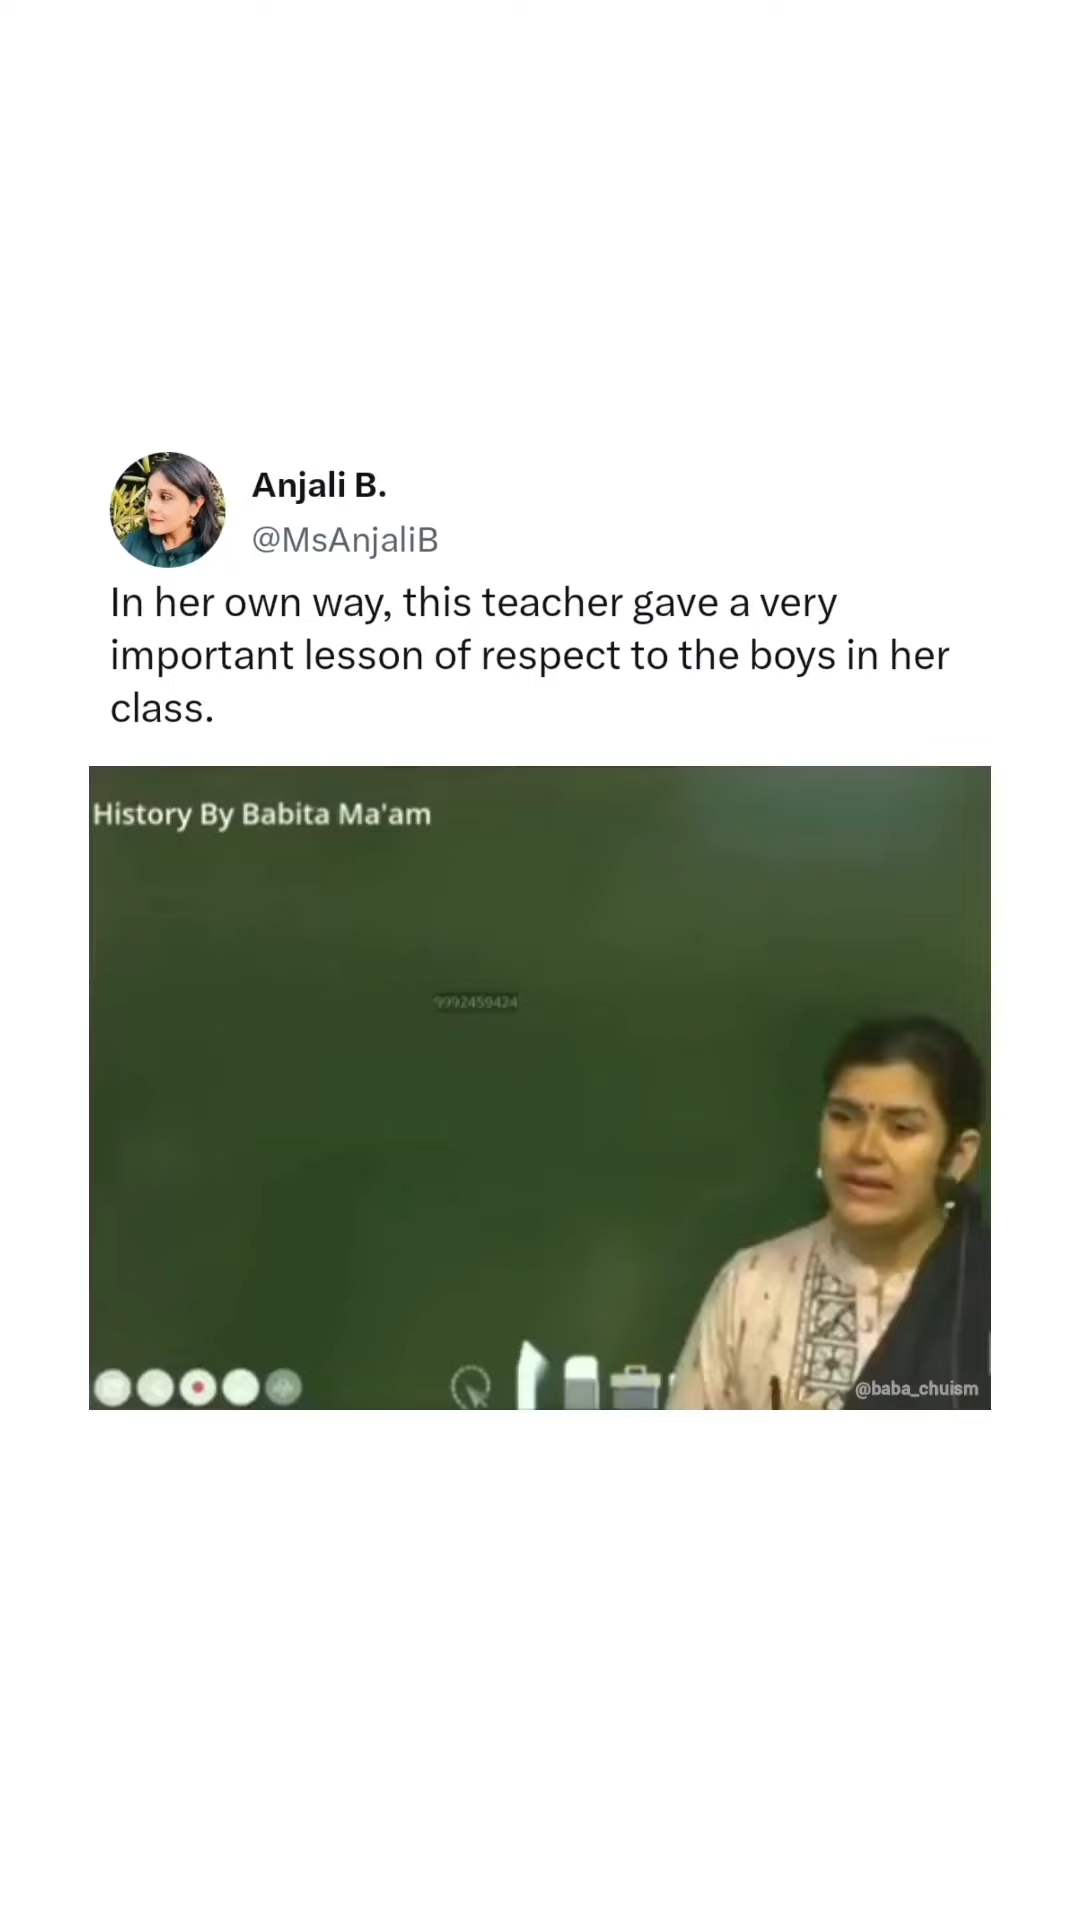 Anjali B.
@MsAnjaliB
In her own way, this teacher gave a very
important lesson of respect to the boys in her
class.
History By Babita Ma'am
9992459424
@baba_chuism